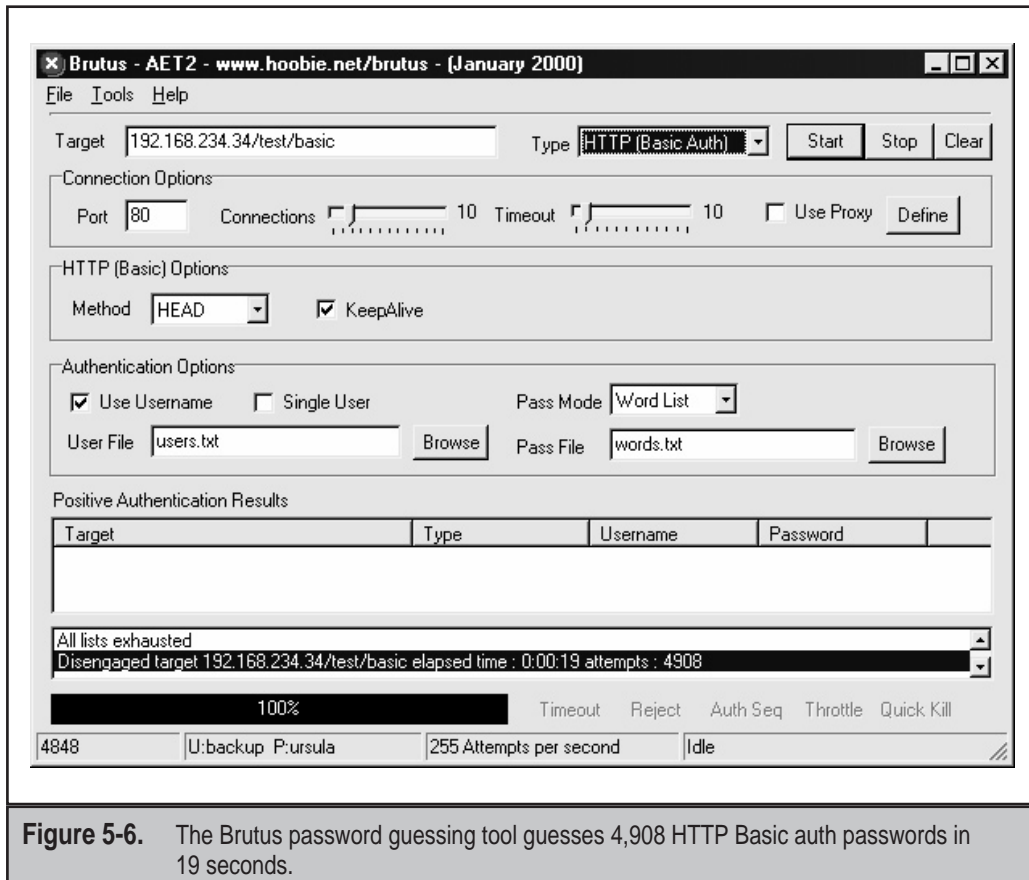 Brutus - AET2 - www.hoobie.net/brutus - (January 2000)
File Tools Help
Target 192.168.234.34/test/basic Type HTTP (Basic Auth) Start Stop Clear
Connection Options
Port 80 Connections 10 Timeout 10 Use Proxy Define
HTTP (Basic) Options
Method HEAD KeepAlive
Authentication Options
Use Username Single User Pass Mode Word List
User File users.txt Browse Pass File words.txt Browse
Positive Authentication Results
Target Type Username Password
All lists exhausted
Disengaged target 192.168.234.34/test/basic elapsed time : 0:00:19 attempts : 4908
100% Timeout Reject Auth Seq Throttle Quick Kill
4848 U:backup P:ursula 255 Attempts per second Idle
Figure 5-6. The Brutus password guessing tool guesses 4,908 HTTP Basic auth passwords in
19 seconds.